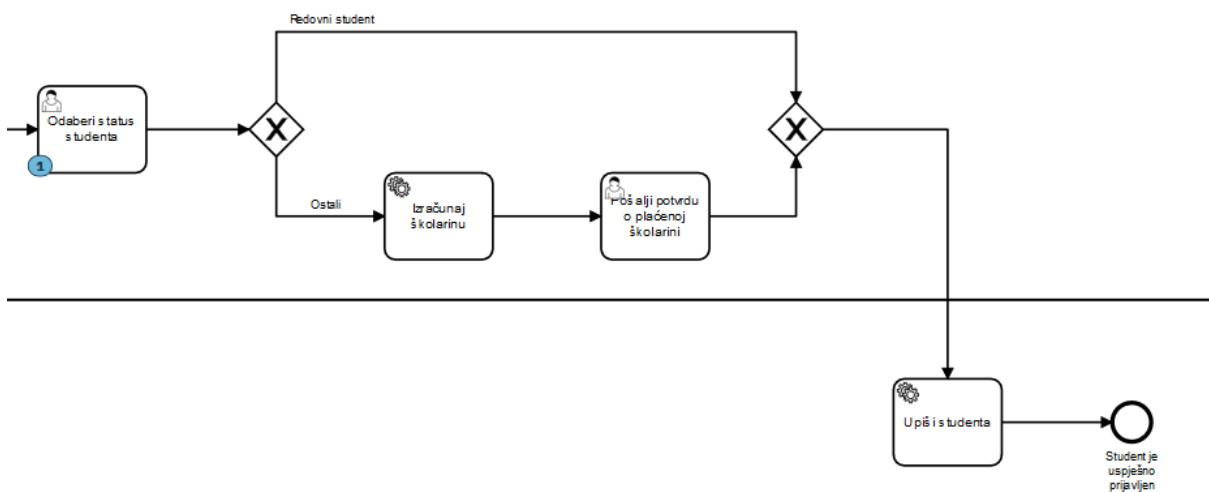 Redovni student
Odaberi status
studenta
1
Ostali
Izračunaj
školarinu
Pošalji potvrdu
o plaćenoj
školarini
Upiši studenta
Student je
uspješno
prijavljen